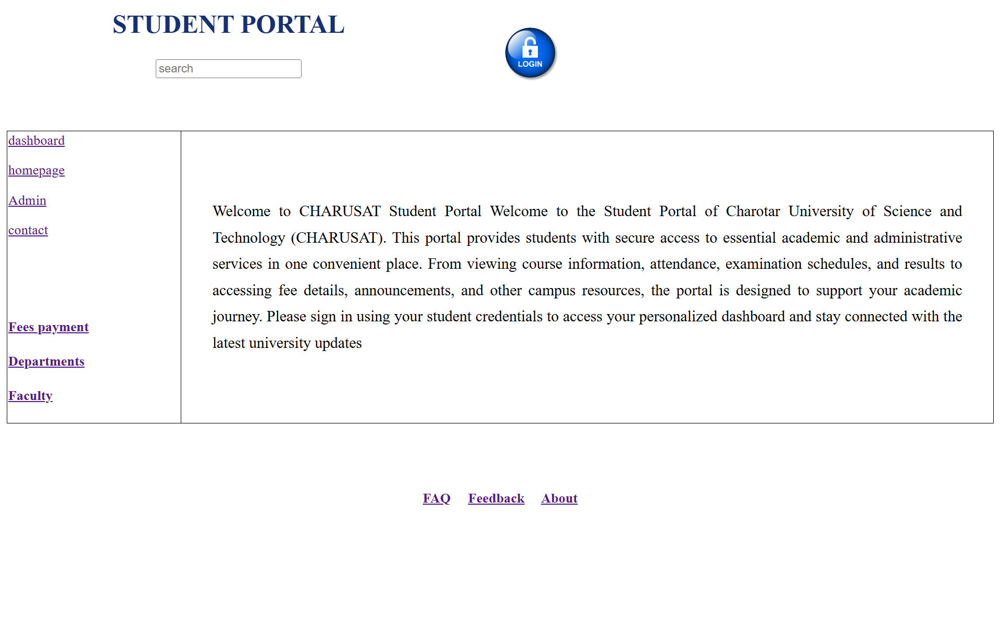 STUDENT PORTAL
search
LOGIN
dashboard
homepage
Admin
contact
Fees payment
Departments
Faculty
Welcome to CHARUSAT Student Portal Welcome to the Student Portal of Charotar University of Science and
Technology (CHARUSAT). This portal provides students with secure access to essential academic and administrative
services in one convenient place. From viewing course information, attendance, examination schedules, and results to
accessing fee details, announcements, and other campus resources, the portal is designed to support your academic
journey. Please sign in using your student credentials to access your personalized dashboard and stay connected with the
latest university updates
FAQ Feedback About